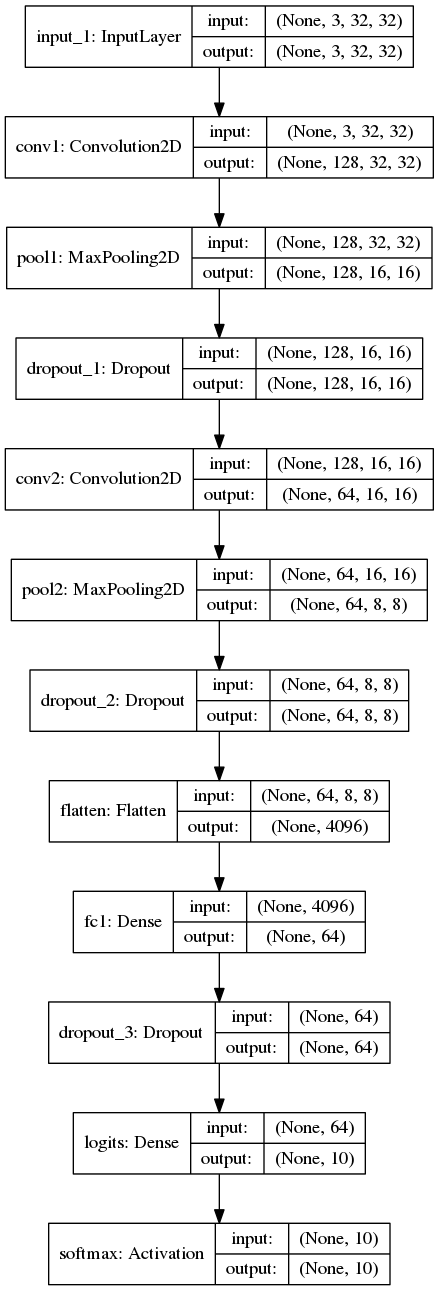 input_1: InputLayer
input: (None, 3, 32, 32)
output: (None, 3, 32, 32)
conv1: Convolution2D
input: (None, 3, 32, 32)
output: (None, 128, 32, 32)
pool1: MaxPooling2D
input: (None, 128, 32, 32)
output: (None, 128, 16, 16)
dropout_1: Dropout
input: (None, 128, 16, 16)
output: (None, 128, 16, 16)
conv2: Convolution2D
input: (None, 128, 16, 16)
output: (None, 64, 16, 16)
pool2: MaxPooling2D
input: (None, 64, 16, 16)
output: (None, 64, 8, 8)
dropout_2: Dropout
input: (None, 64, 8, 8)
output: (None, 64, 8, 8)
flatten: Flatten
input: (None, 64, 8, 8)
output: (None, 4096)
fc1: Dense
input: (None, 4096)
output: (None, 64)
dropout_3: Dropout
input: (None, 64)
output: (None, 64)
logits: Dense
input: (None, 64)
output: (None, 10)
softmax: Activation
input: (None, 10)
output: (None, 10)